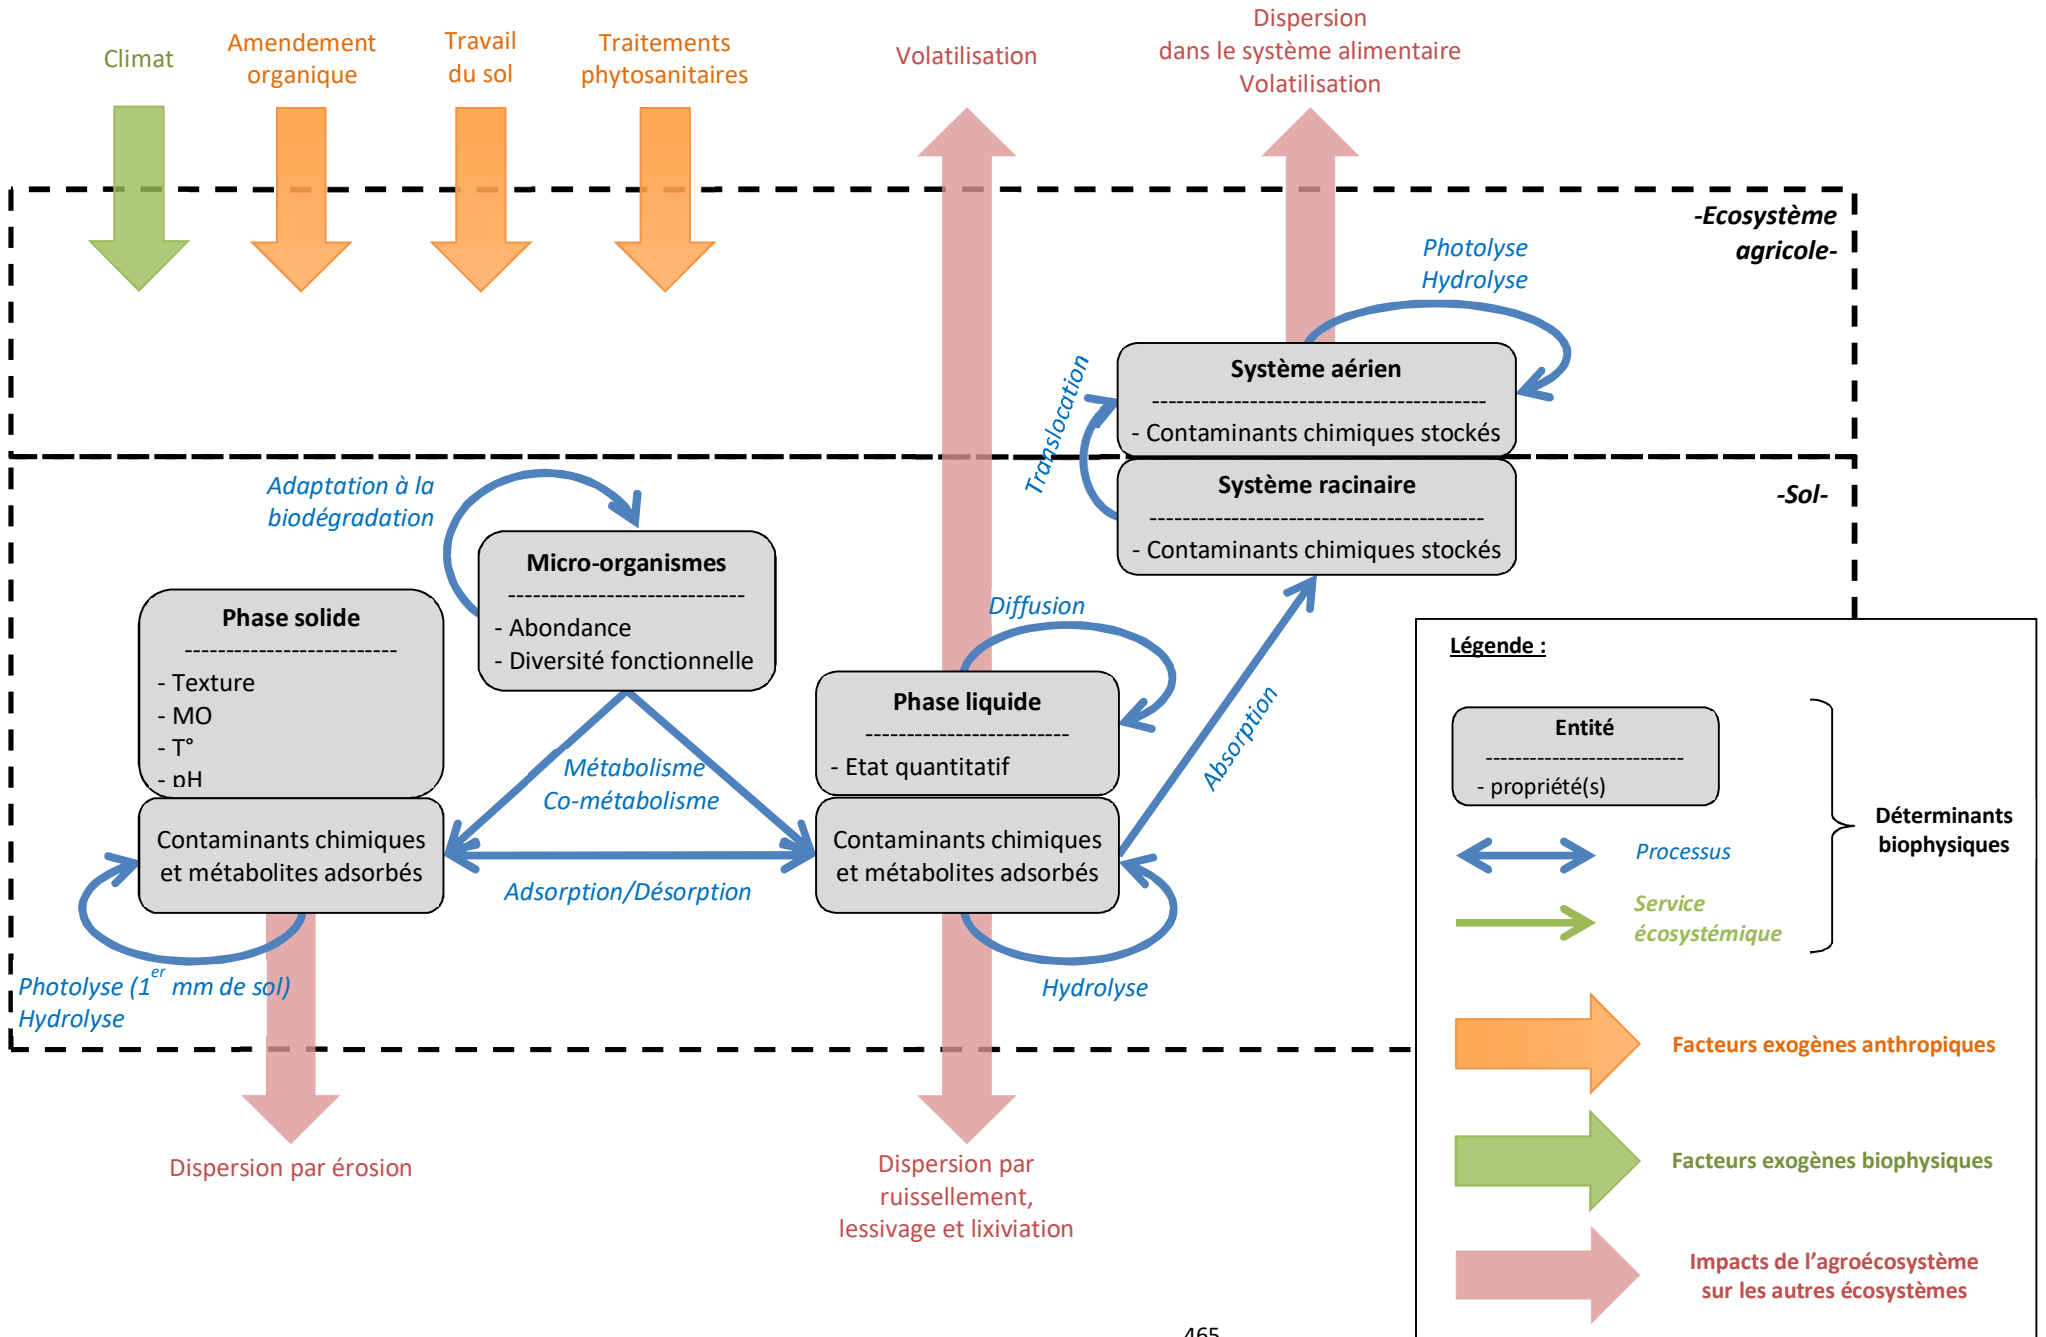 Climat
Amendement
organique
Travail
du sol
Traitements
phytosanitaires
Volatilisation
Dispersion
dans le système alimentaire
Volatilisation
-Ecosystème
agricole-
Photolyse
Hydrolyse
Système aérien
- Contaminants chimiques stockés
Translocation
Système racinaire
- Contaminants chimiques stockés
-Sol-
Adaptation à la
biodégradation
Micro-organismes
- Abondance
- Diversité fonctionnelle
Phase solide
- Texture
- MO
- T°
- pH
Contaminants chimiques
et métabolites adsorbés
Métabolisme
Co-métabolisme
Adsorption/Désorption
Diffusion
Phase liquide
- Etat quantitatif
Contaminants chimiques
et métabolites adsorbés
Absorption
Photolyse (1er mm de sol)
Hydrolyse
Hydrolyse
Dispersion par érosion
Dispersion par
ruissellement,
lessivage et lixiviation
Légende :
Entité
- propriété(s)
Processus
Service
écosystémique
Déterminants
biophysiques
Facteurs exogènes anthropiques
Facteurs exogènes biophysiques
Impacts de l'agroécosystème
sur les autres écosystèmes
465